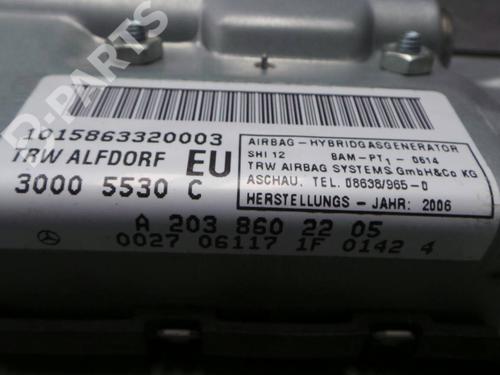 B-PARTS
1015863320003
TRW ALFDORF EU
3000 5530 C
AIRBAG - HYBRIDGASGENERATOR
SHI 12 BAM-PT1 - 0614
TRW AIRBAG SYSTEMS GmbH&Co KG
ASCHAU. TEL. 08638/965-0
HERSTELLUNGS - JAHR: 2006
A 203 860 22 05
0027 06117 1F 0142 4